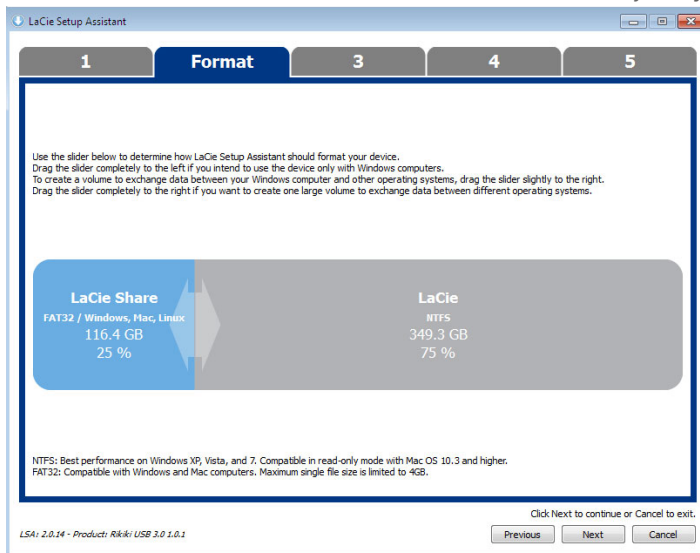 LaCie Setup Assistant
1
Format
3
4
5
Use the slider below to determine how LaCie Setup Assistant should format your device.
Drag the slider completely to the left if you intend to use the device only with Windows computers.
To create a volume to exchange data between your Windows computer and other operating systems, drag the slider slightly to the right.
Drag the slider completely to the right if you want to create one large volume to exchange data between different operating systems.
LaCie Share
FAT32 / Windows, Mac, Linux
116.4 GB
25 %
LaCie
NTFS
349.3 GB
75 %
NTFS: Best performance on Windows XP, Vista, and 7. Compatible in read-only mode with Mac OS 10.3 and higher.
FAT32: Compatible with Windows and Mac computers. Maximum single file size is limited to 4GB.
Click Next to continue or Cancel to exit.
LSA: 2.0.14 - Product: Rikiki USB 3.0 1.0.1
Previous
Next
Cancel